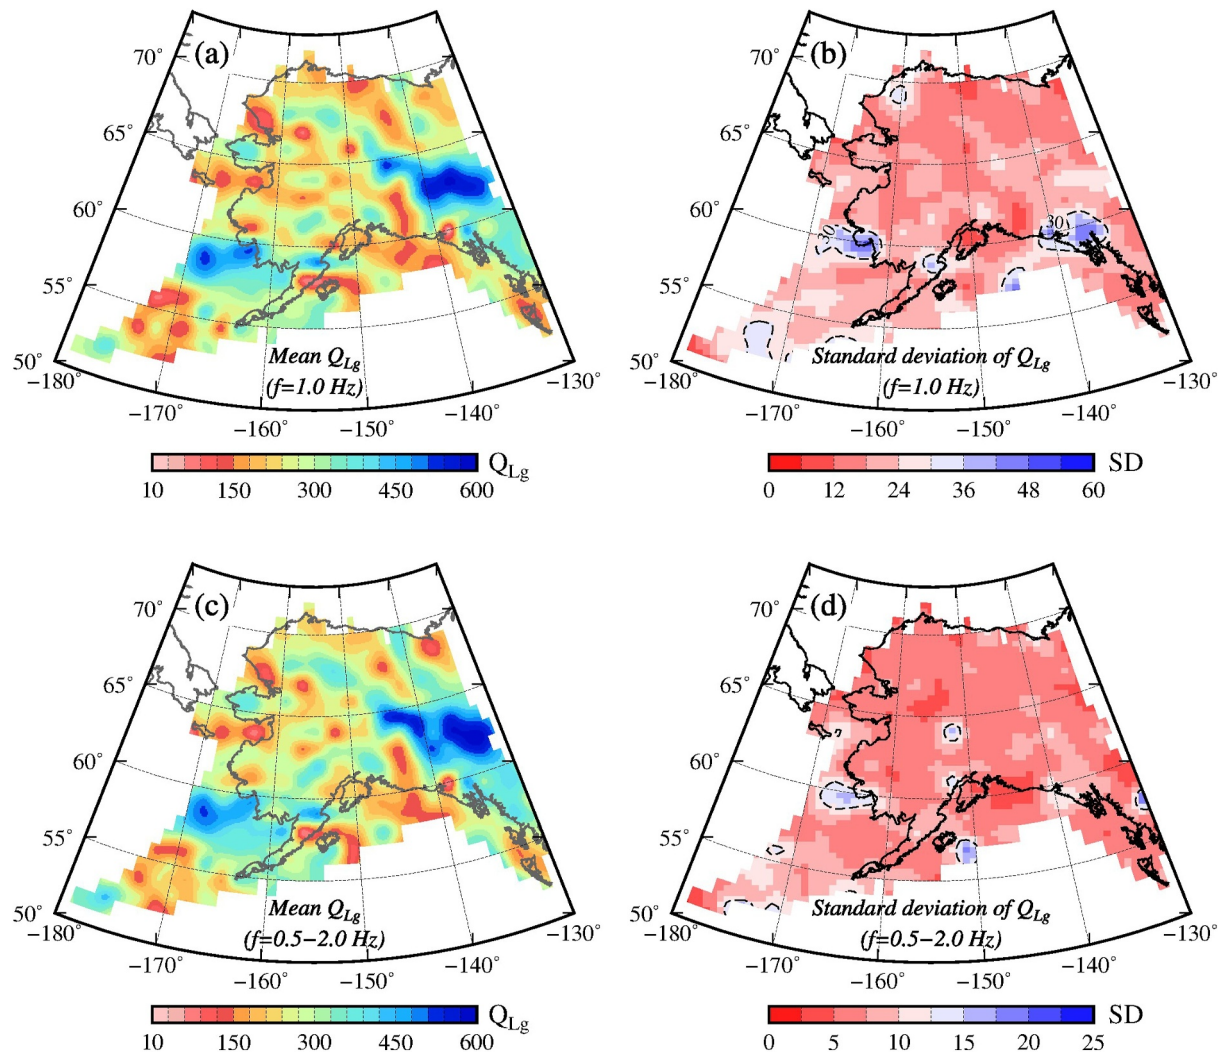 (a)
70°
65°
60°
55°
50°
−180°
−170°
−160°
−150°
−140°
−130°
Mean QLg
(f=1.0 Hz)
10 150 300 450 600
QLg
(b)
70°
65°
60°
55°
50°
−180°
−170°
−160°
−150°
−140°
−130°
30
30
Standard deviation of QLg
(f=1.0 Hz)
0 12 24 36 48 60
SD
(c)
70°
65°
60°
55°
50°
−180°
−170°
−160°
−150°
−140°
−130°
Mean QLg
(f=0.5−2.0 Hz)
10 150 300 450 600
QLg
(d)
70°
65°
60°
55°
50°
−180°
−170°
−160°
−150°
−140°
−130°
Standard deviation of QLg
(f=0.5−2.0 Hz)
0 5 10 15 20 25
SD